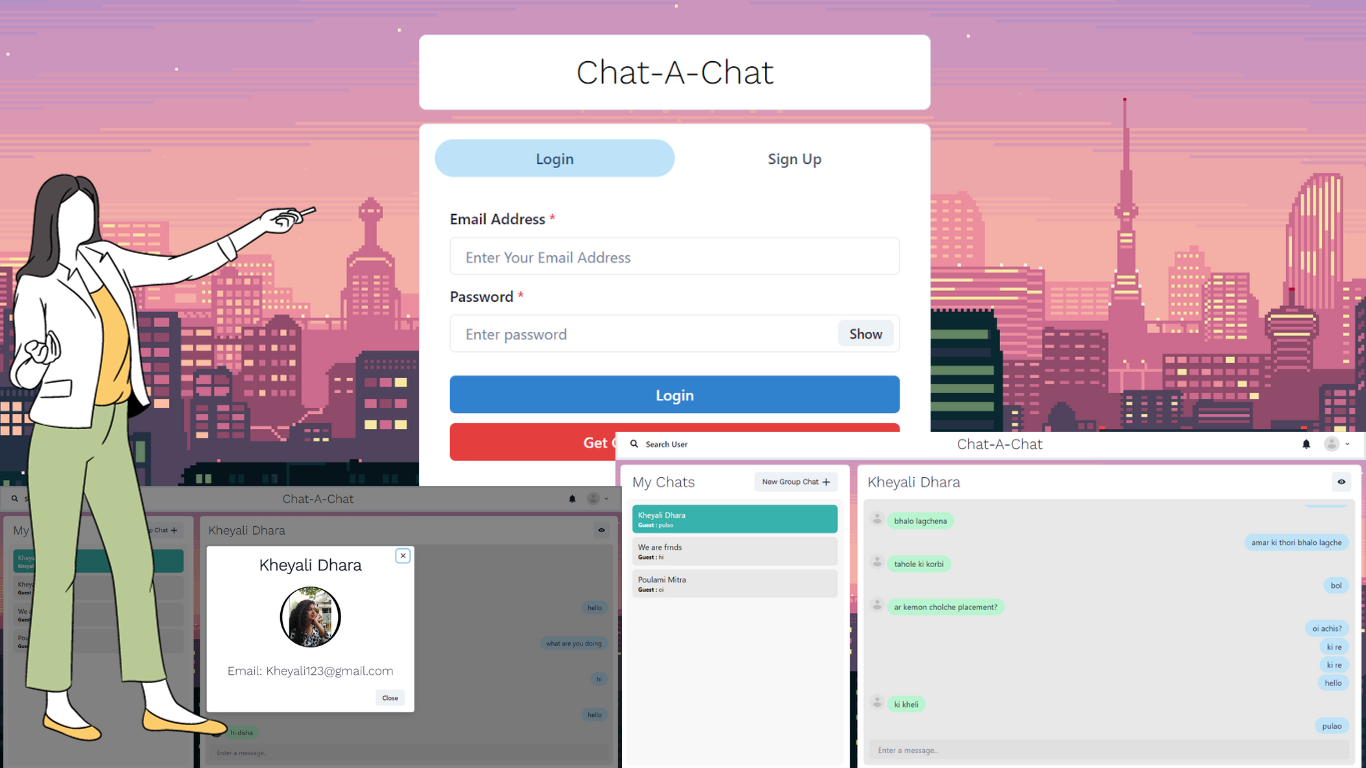 Chat-A-Chat
Login
Sign Up
Email Address *
Enter Your Email Address
Password *
Enter password
Show
Login
Get
Search User
Chat-A-Chat
My Chats
New Group Chat +
Kheyali Dhara
Guest : pulao
We are frnds
Guest : hi
Poulami Mitra
Guest : oi
Kheyali Dhara
bhalo lagchena
amar ki thori bhalo lagche
tahole ki korbi
bol
ar kemon cholche placement?
oi achis?
ki re
ki re
hello
ki kheli
pulao
Enter a message..
Chat-A-Chat
My
Chat +
Kheyali Dhara
hello
what are you doing
hi
hello
hi disha
Enter a message..
Kheyali Dhara
Email: Kheyali123@gmail.com
Close